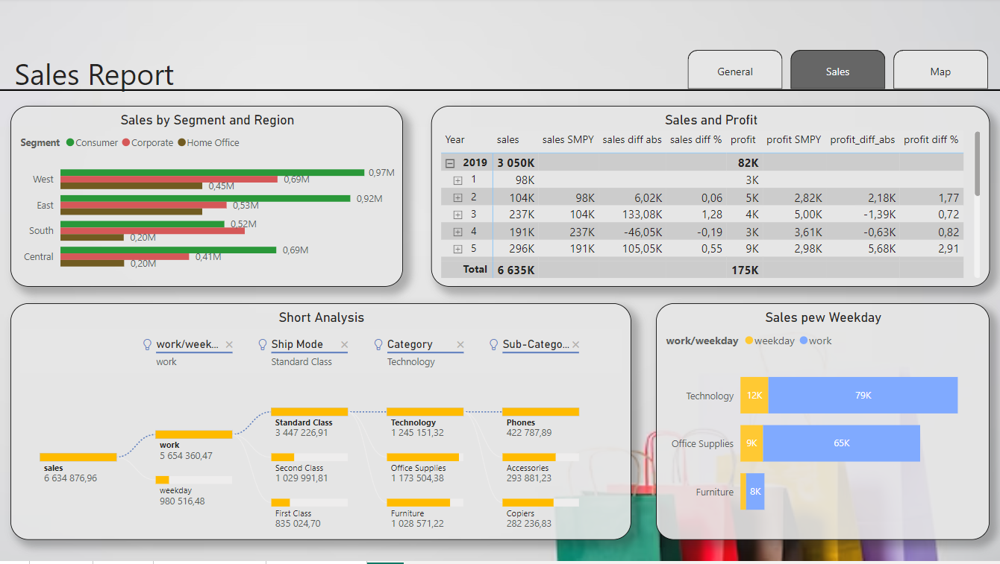 Sales Report
General
Sales
Map
Sales by Segment and Region
Segment Consumer Corporate Home Office
West 0,97M
0,69M
0,45M
East 0,92M
0,53M
South 0,52M
0,20M
Central 0,69M
0,41M
0,20M
Sales and Profit
Year sales sales SMPY sales diff abs sales diff % profit profit SMPY profit_diff_abs profit diff %
2019 3 050K 82K
1 98K 3K
2 104K 98K 6,02K 0,06 5K 2,82K 2,18K 1,77
3 237K 104K 133,08K 1,28 4K 5,00K -1,39K 0,72
4 191K 237K -46,05K -0,19 3K 3,61K -0,63K 0,82
5 296K 191K 105,05K 0,55 9K 2,98K 5,68K 2,91
Total 6 635K 175K
Short Analysis
work/week... Ship Mode Category Sub-Catego...
work Standard Class Technology
sales
6 634 876,96
work
5 654 360,47
weekday
980 516,48
Standard Class
3 447 226,91
Second Class
1 029 991,81
First Class
835 024,70
Technology
1 245 151,32
Office Supplies
1 173 504,38
Furniture
1 028 571,22
Phones
422 787,89
Accessories
293 881,23
Copiers
282 236,83
Sales pew Weekday
work/weekday weekday work
Technology 12K 79K
Office Supplies 9K 65K
Furniture 8K